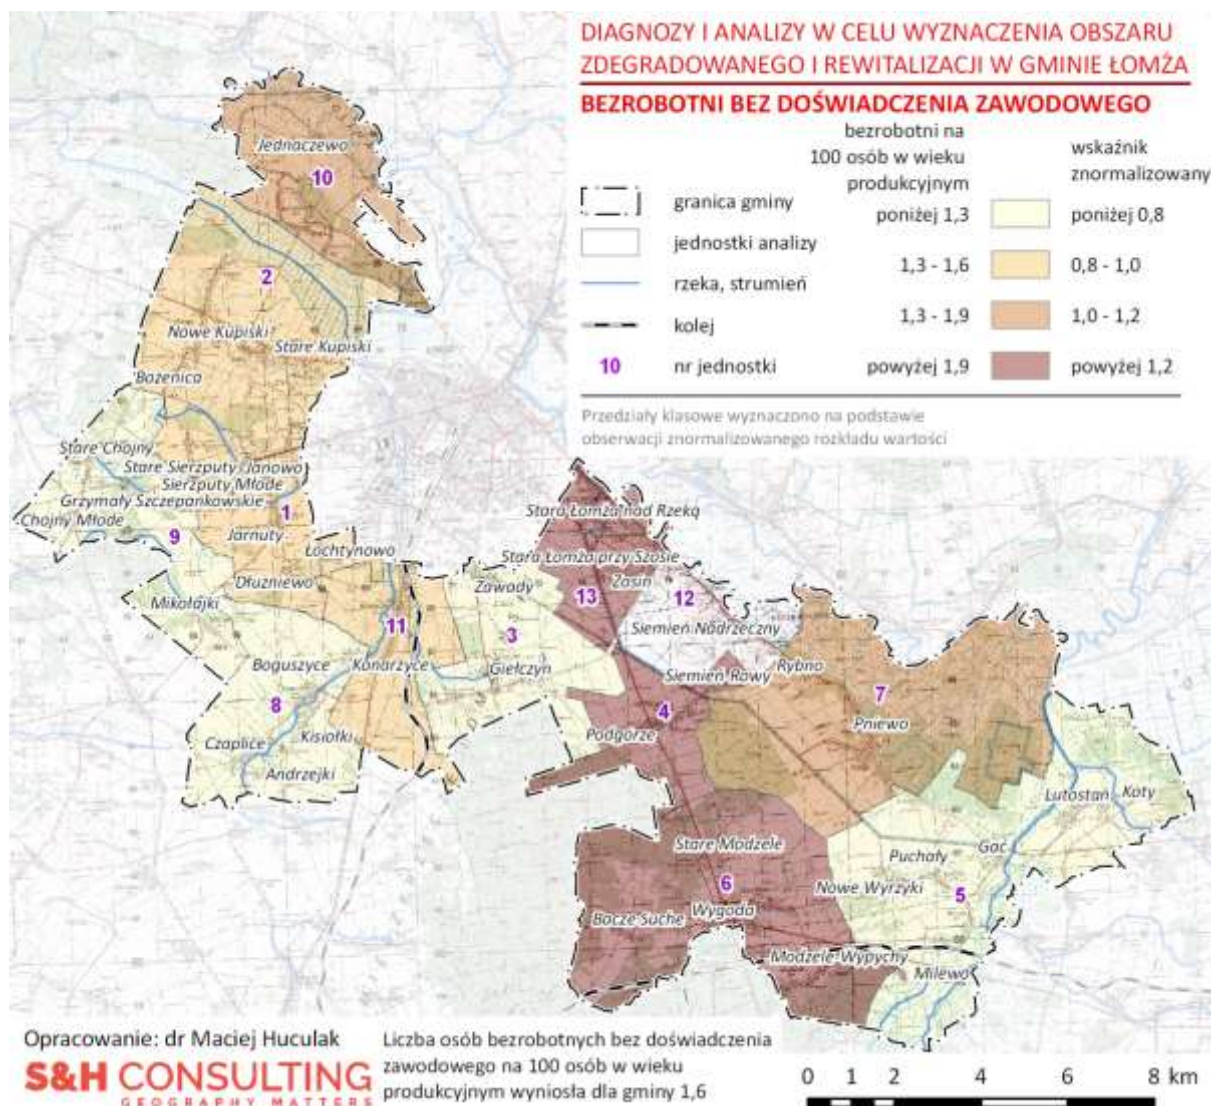 DIAGNOZY I ANALIZY W CELU WYZNACZENIA OBSZARU
ZDEGRADOWANEGO I REWITALIZACJI W GMINIE ŁOMŻA
BEZROBOTNI BEZ DOŚWIADCZENIA ZAWODOWEGO
bezrobotni na
100 osób w wieku
produkcyjnym
wskaźnik
znormalizowany
granica gminy
poniżej 1,3
poniżej 0,8
jednostki analizy
1,3 - 1,6
0,8 - 1,0
rzeka, strumień
kolej
1,3 - 1,9
1,0 - 1,2
10
nr jednostki
powyżej 1,9
powyżej 1,2
Przedziały klasowe wyznaczono na podstawie
obserwacji znormalizowanego rozkładu wartości
Jednaczewo
10
2
Nowe Kupiski
Stare Kupiski
Bożenica
Stare Chojny
Stare Sierzputy
Janowo
Sierzputy Młode
Grzymały Szczepankowskie
Chojny Młode
1
9
Jarnuty
Łochtynowo
Dłużniewo
Mikołajki
11
Boguszyce
Konarzyce
8
Czaplice
Kisiołki
Andrzejki
Zawady
3
Giełczyn
Stara Łomża nad Rzeką
Stara Łomża przy Szosie
Zosin
13
12
Siemień Nadrzeczny
Siemień Rowy
Rybno
4
7
Podgórze
Pniewo
Lutostań
Koty
Stare Modzele
Puchały
Gać
6
Nowe Wyrzyki
5
Bacze Suche
Wygoda
Modzele-Wypychy
Milewo
Opracowanie: dr Maciej Huculak
S&H CONSULTING
GEOGRAPHY MATTERS
Liczba osób bezrobotnych bez doświadczenia
zawodowego na 100 osób w wieku
produkcyjnym wyniosła dla gminy 1,6
0 1 2 4 6 8 km